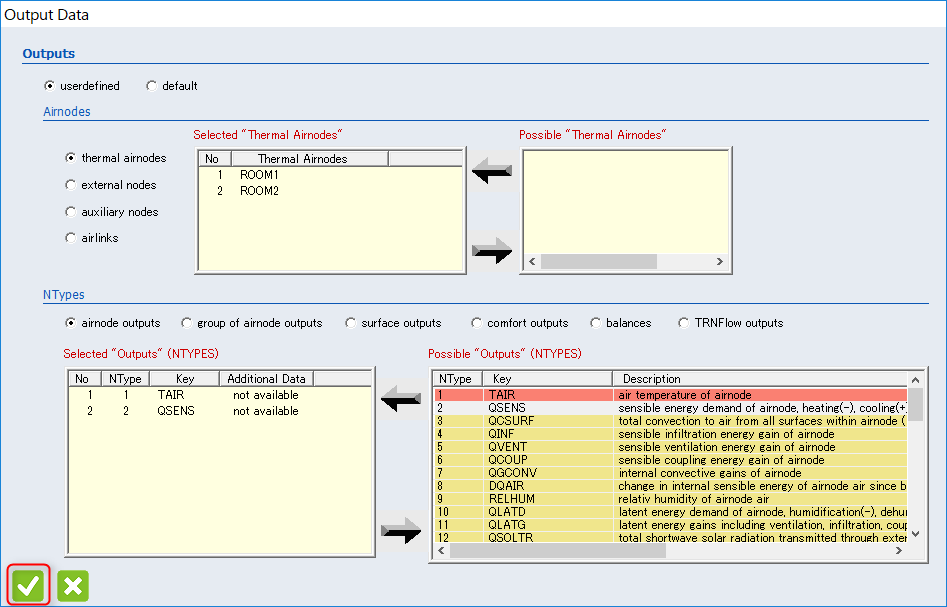 Output Data
Outputs
userdefined default
Airnodes
Selected "Thermal Airnodes" Possible "Thermal Airnodes"
thermal airnodes
external nodes
auxiliary nodes
airlinks
No Thermal Airnodes
1 ROOM1
2 ROOM2
NTypes
airnode outputs group of airnode outputs surface outputs comfort outputs balances TRNFlow outputs
Selected "Outputs" (NTYPES) Possible "Outputs" (NTYPES)
No NType Key Additional Data
1 1 TAIR not available
2 2 QSENS not available
NType Key Description
1 TAIR air temperature of airnode
2 QSENS sensible energy demand of airnode, heating(-), cooling(+
3 QCSURF total convection to air from all surfaces within airnode (
4 QINF sensible infiltration energy gain of airnode
5 QVENT sensible ventilation energy gain of airnode
6 QCOUP sensible coupling energy gain of airnode
7 QGCONV internal convective gains of airnode
8 DQAIR change in internal sensible energy of airnode air since b
9 RELHUM relativ humidity of airnode air
10 QLATD latent energy demand of airnode, humidification(-), dehu
11 QLATG latent energy gains including ventilation, infiltration, coup
12 QSOLTR total shortwave solar radiation transmitted through exter